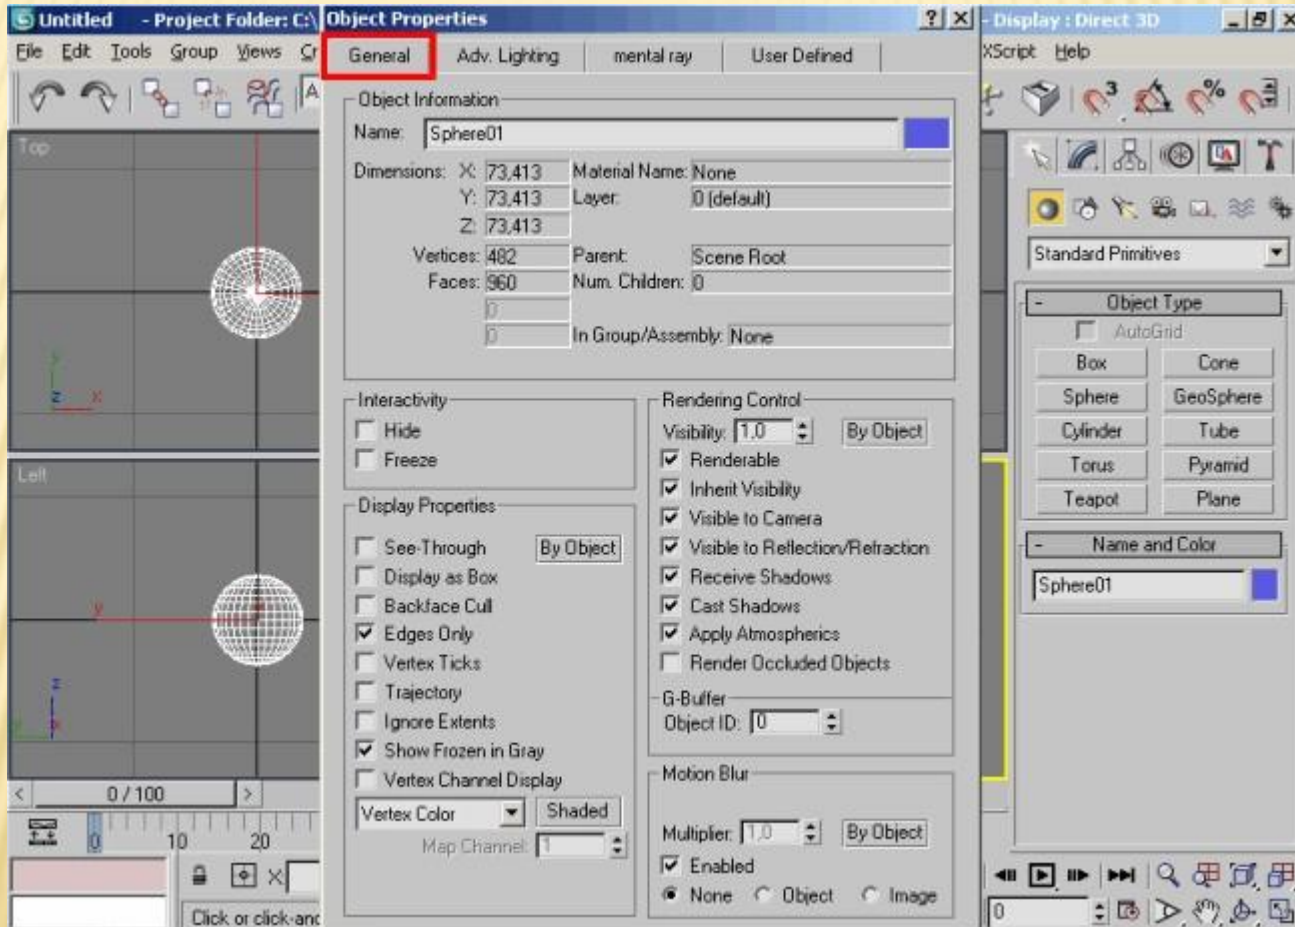 Untitled - Project Folder: C:\
Object Properties
- Display : Direct 3D
File Edit Tools Group Views Cr
XScript Help
General Adv. Lighting mental ray User Defined
Object Information
Name: Sphere01
Dimensions: X: 73,413 Material Name: None
Y: 73,413 Layer: 0 (default)
Z: 73,413
Vertices: 482 Parent: Scene Root
Faces: 960 Num. Children: 0
0
0 In Group/Assembly: None
Interactivity
Hide
Freeze
Display Properties
See-Through By Object
Display as Box
Backface Cull
Edges Only
Vertex Ticks
Trajectory
Ignore Extents
Show Frozen in Gray
Vertex Channel Display
Vertex Color Shaded
Map Channel: 1
Rendering Control
Visibility: 1,0 By Object
Renderable
Inherit Visibility
Visible to Camera
Visible to Reflection/Refraction
Receive Shadows
Cast Shadows
Apply Atmospherics
Render Occluded Objects
G-Buffer
Object ID: 0
Motion Blur
Multiplier: 1,0 By Object
Enabled
None Object Image
Top
y
z x
Left
y
z
y x
0 / 100
0 10 20
X
Click or click-and
Standard Primitives
- Object Type
AutoGrid
Box Cone
Sphere GeoSphere
Cylinder Tube
Torus Pyramid
Teapot Plane
- Name and Color
Sphere01
0